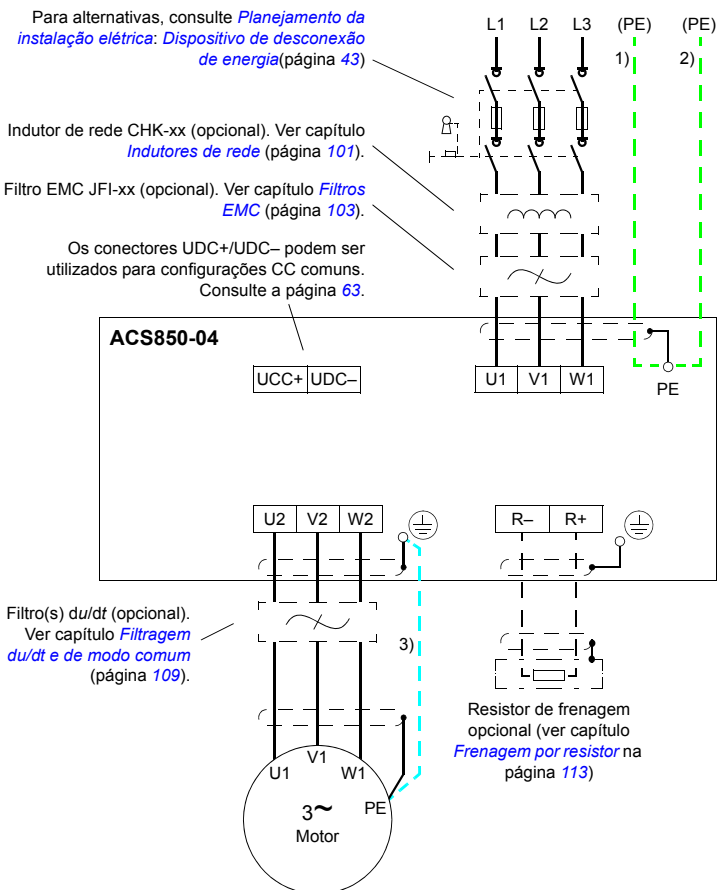 Para alternativas, consulte Planejamento da
instalação elétrica: Dispositivo de desconexão
de energia(página 43)
L1 L2 L3 (PE) (PE)
1) 2)
Indutor de rede CHK-xx (opcional). Ver capítulo
Indutores de rede (página 101).
Filtro EMC JFI-xx (opcional). Ver capítulo Filtros
EMC (página 103).
Os conectores UDC+/UDC– podem ser
utilizados para configurações CC comuns.
Consulte a página 63.
ACS850-04
UCC+ UDC–
U1 V1 W1
PE
U2 V2 W2
R– R+
Filtro(s) du/dt (opcional).
Ver capítulo Filtragem
du/dt e de modo comum
(página 109).
3)
Resistor de frenagem
opcional (ver capítulo
Frenagem por resistor na
página 113)
U1 V1 W1
PE
3~
Motor